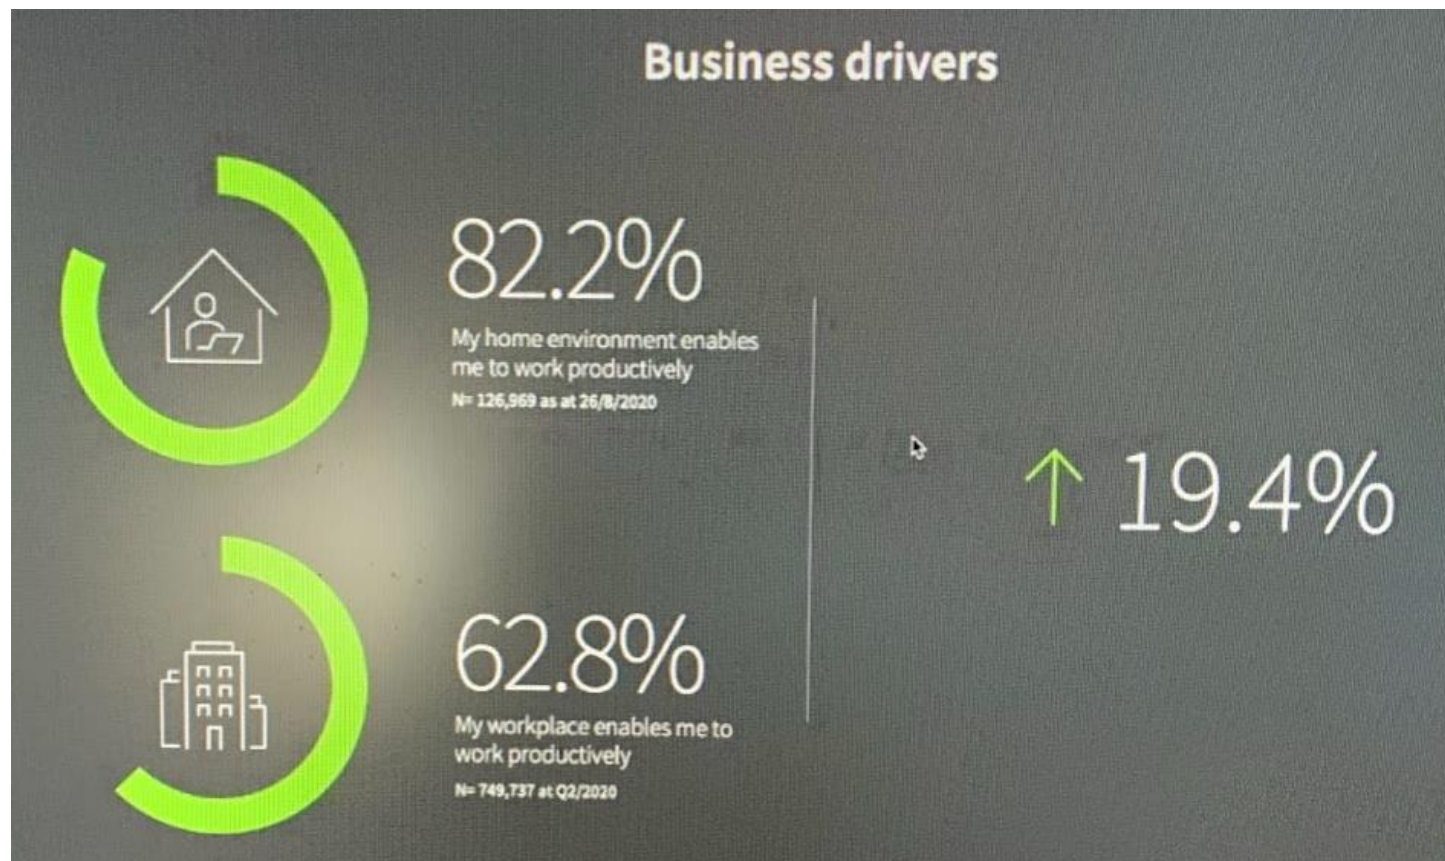 Business drivers
82.2%
My home environment enables
me to work productively
N= 126,969 as at 26/8/2020
↑ 19.4%
62.8%
My workplace enables me to
work productively
N= 749,737 at Q2/2020